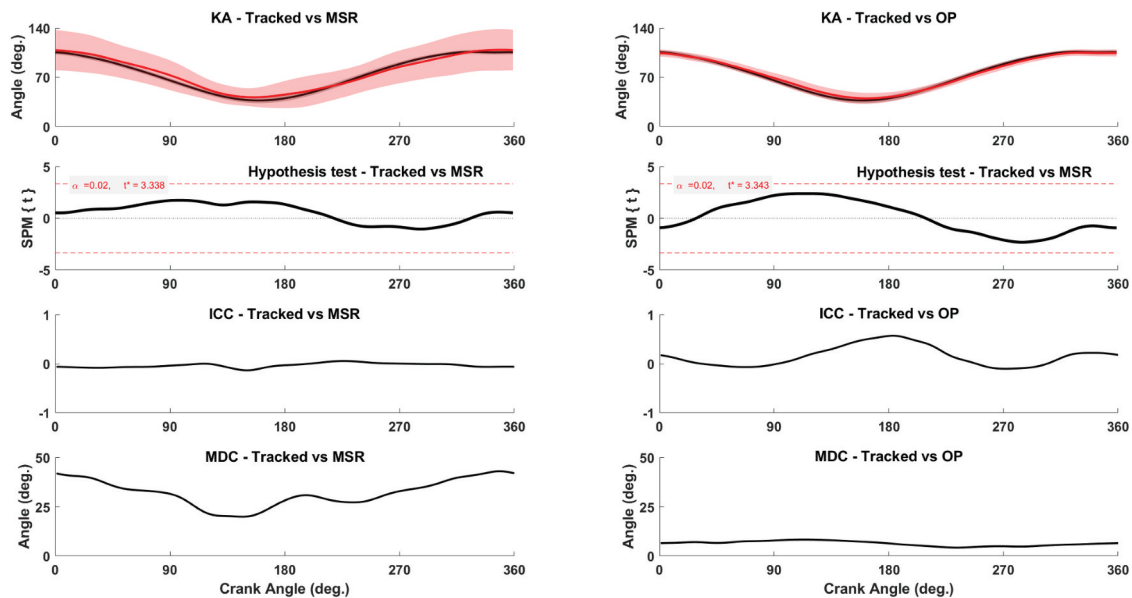 KA - Tracked vs MSR
Angle (deg.)
140
70
0
0 90 180 270 360
Hypothesis test - Tracked vs MSR
α =0.02, t* = 3.338
SPM { t }
5
0
-5
0 90 180 270 360
ICC - Tracked vs MSR
1
0
-1
0 90 180 270 360
MDC - Tracked vs MSR
Angle (deg.)
50
25
0
0 90 180 270 360
Crank Angle (deg.)
KA - Tracked vs OP
Angle (deg.)
140
70
0
0 90 180 270 360
Hypothesis test - Tracked vs MSR
α =0.02, t* = 3.343
SPM { t }
5
0
-5
0 90 180 270 360
ICC - Tracked vs OP
1
0
-1
0 90 180 270 360
MDC - Tracked vs OP
Angle (deg.)
50
25
0
0 90 180 270 360
Crank Angle (deg.)